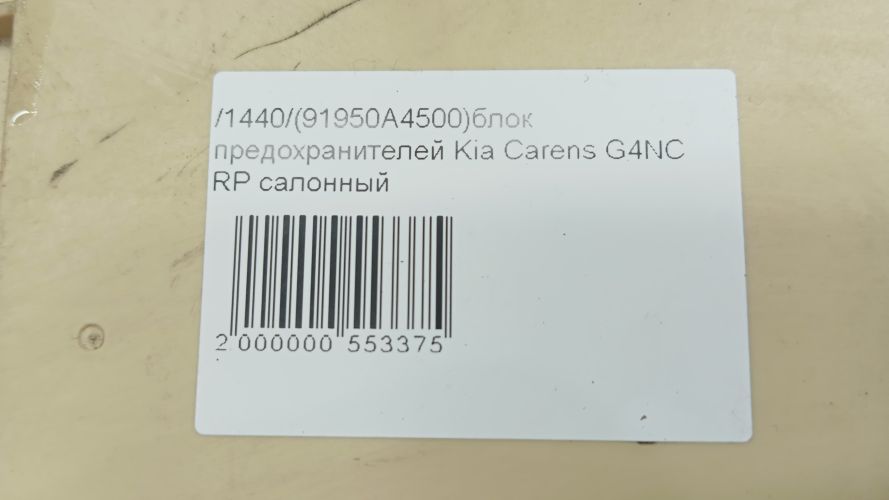 /1440/(91950A4500)блок
предохранителей Kia Carens G4NC
RP салонный
2 000000 553375